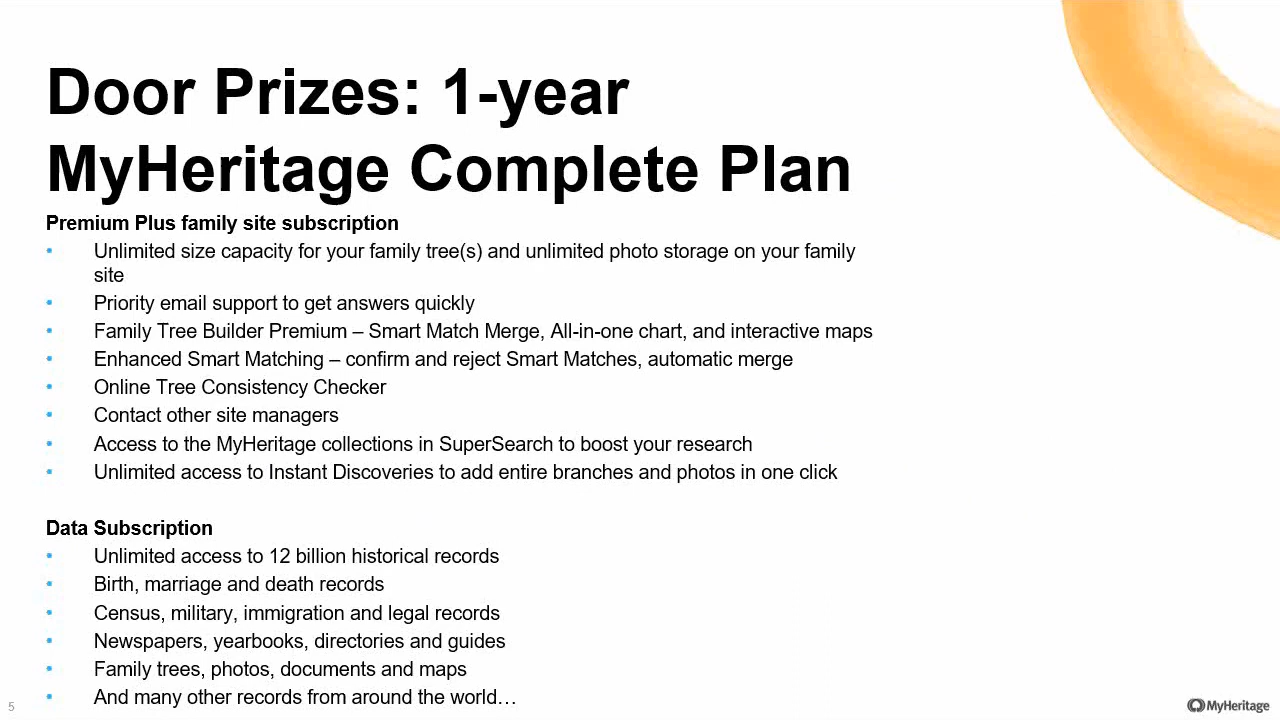 Door Prizes: 1-year
MyHeritage Complete Plan
Premium Plus family site subscription
• Unlimited size capacity for your family tree(s) and unlimited photo storage on your family
site
• Priority email support to get answers quickly
• Family Tree Builder Premium – Smart Match Merge, All-in-one chart, and interactive maps
• Enhanced Smart Matching – confirm and reject Smart Matches, automatic merge
• Online Tree Consistency Checker
• Contact other site managers
• Access to the MyHeritage collections in SuperSearch to boost your research
• Unlimited access to Instant Discoveries to add entire branches and photos in one click
Data Subscription
• Unlimited access to 12 billion historical records
• Birth, marriage and death records
• Census, military, immigration and legal records
• Newspapers, yearbooks, directories and guides
• Family trees, photos, documents and maps
• And many other records from around the world…
5
MyHeritage